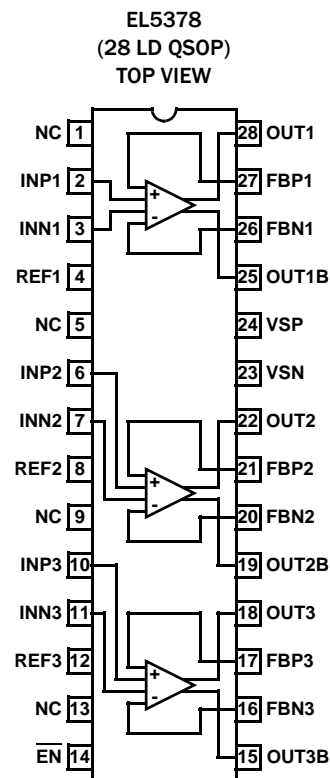 EL5378
(28 LD QSOP)
TOP VIEW
NC 1
28 OUT1
INP1 2
27 FBP1
+
INN1 3
-
26 FBN1
REF1 4
25 OUT1B
NC 5
24 VSP
INP2 6
23 VSN
INN2 7
22 OUT2
REF2 8
21 FBP2
+
NC 9
-
20 FBN2
INP3 10
19 OUT2B
INN3 11
18 OUT3
REF3 12
17 FBP3
+
NC 13
-
16 FBN3
EN 14
15 OUT3B